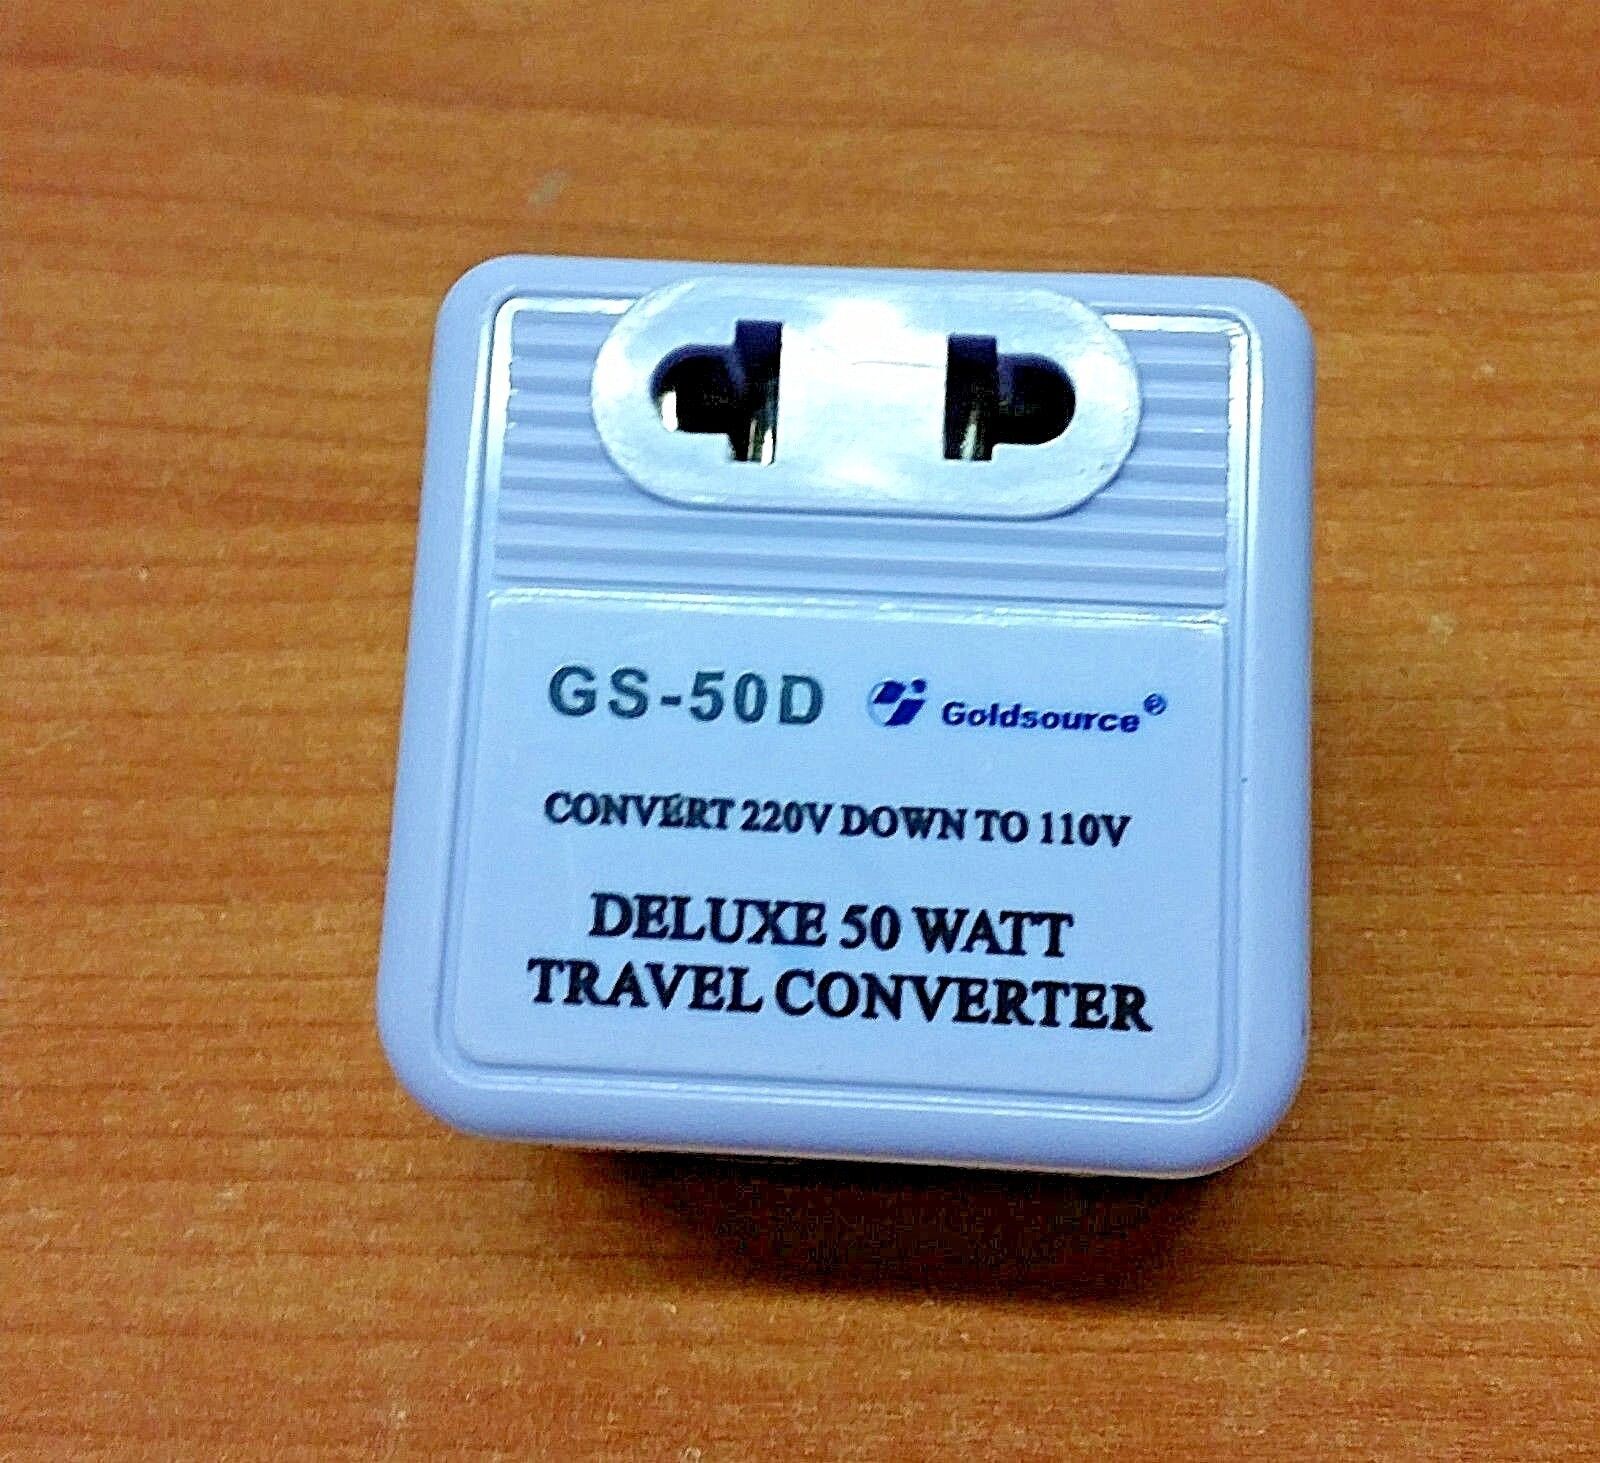 GS-50D Goldsource®
CONVERT 220V DOWN TO 110V
DELUXE 50 WATT
TRAVEL CONVERTER